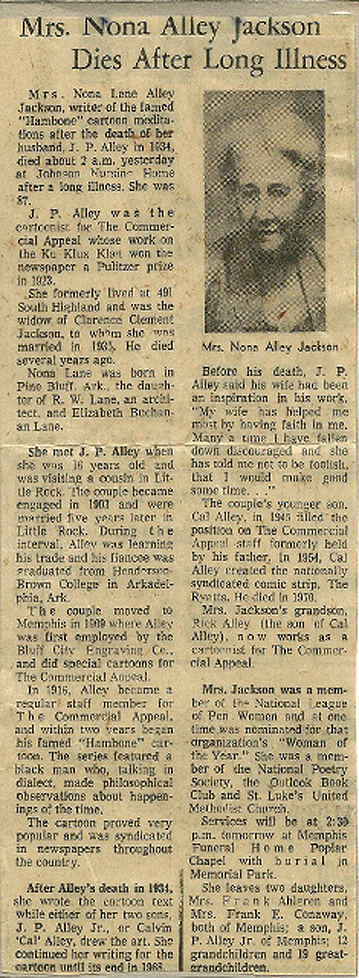 Mrs. Nona Alley Jackson
Dies After Long Illness
Mrs. Nona Lane Alley
Jackson, writer of the famed
"Hambone" cartoon medita-
tions after the death of her
husband, J. P. Alley in 1934,
died about 2 a.m. yesterday
at Johnson Nursing Home
after a long illness. She was
87.
J. P. Alley was the
cartoonist for The Commer-
cial Appeal whose work on
the Ku Klux Klan won the
newspaper a Pulitzer prize
in 1923.
She formerly lived at 491
South Highland and was the
widow of Clarence Clement
Jackson, to whom she was
married in 1935. He died
several years ago.
Nona Lane was born in
Pine Bluff, Ark., the daugh-
ter of R. W. Lane, an archi-
tect, and Elizabeth Buchan-
an Lane.
She met J. P. Alley when
she was 16 years old and
was visiting a cousin in Lit-
tle Rock. The couple became
engaged in 1903 and were
married five years later in
Little Rock. During the
interval, Alley was learning
his trade and his fiancee was
graduated from Henderson-
Brown College in Arkadel-
phia, Ark.
The couple moved to
Memphis in 1909 where Alley
was first employed by the
Bluff City Engraving Co.,
and did special cartoons for
The Commercial Appeal.
In 1916, Alley became a
regular staff member for
The Commercial Appeal,
and within two years began
his famed "Hambone" car-
toon. The series featured a
black man who, talking in
dialect, made philosophical
observations about happen-
ings of the time.
The cartoon proved very
popular and was syndicated
in newspapers throughout
the country.
After Alley's death in 1934,
she wrote the cartoon text
while either of her two sons,
J. P. Alley Jr., or Calvin
'Cal' Alley, drew the art. She
continued her writing for the
cartoon until its end in 1968.
Mrs. Nona Alley Jackson
Before his death, J. P.
Alley said his wife had been
an inspiration in his work.
"My wife has helped me
most by having faith in me.
Many a time I have fallen
down discouraged and she
has told me not to be foolish,
that I would make good
some time. . ."
The couple's younger son,
Cal Alley, in 1945 filled the
position on The Commercial
Appeal staff formerly held
by his father. In 1954, Cal
Alley created the nationally
syndicated comic strip, The
Ryatts. He died in 1970.
Mrs. Jackson's grandson,
Rick Alley (the son of Cal
Alley), now works as a
cartoonist for The Commer-
cial Appeal.
Mrs. Jackson was a mem-
ber of the National League
of Pen Women and at one
time was nominated for that
organization's "Woman of
the Year." She was a mem-
ber of the National Poetry
Society, the Outlook Book
Club and St. Luke's United
Methodist Church.
Services will be at 2:30
p.m. tomorrow at Memphis
Funeral Home Poplar
Chapel with burial in
Memorial Park.
She leaves two daughters,
Mrs. Frank Ahlgren and
Mrs. Frank E. Conaway,
both of Memphis; a son, J.
P. Alley Jr. of Memphis; 12
grandchildren and 19 great-
grandchildren.